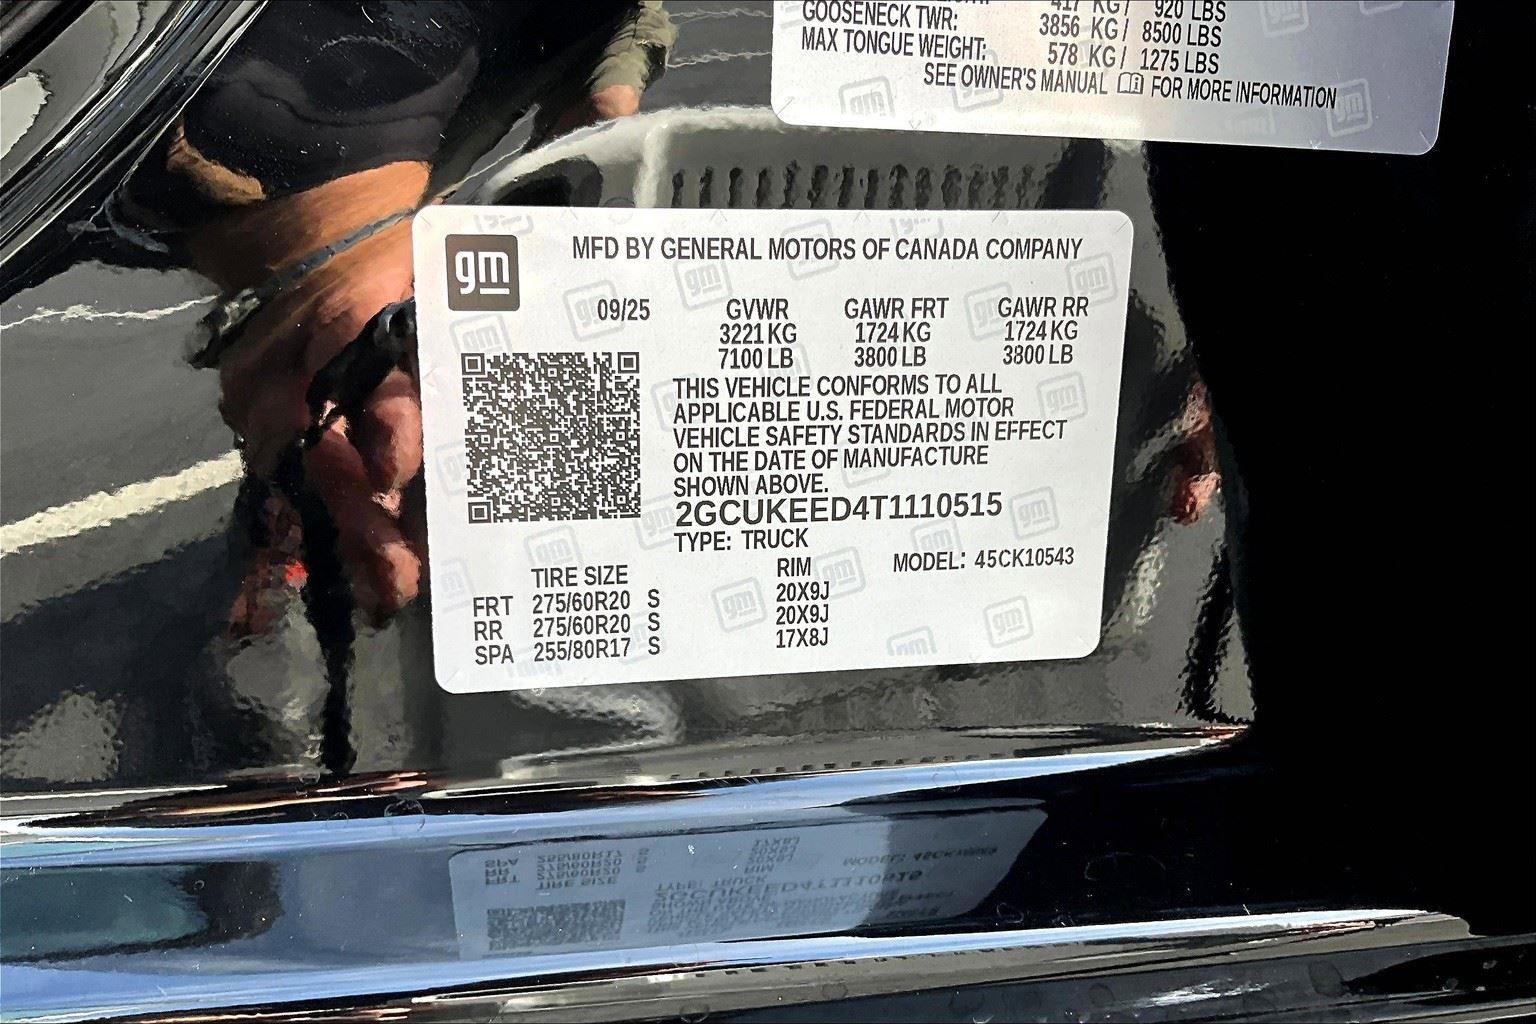 417 KG/ 920 LBS
GOOSENECK TWR: 3856 KG/ 8500 LBS
MAX TONGUE WEIGHT: 578 KG/ 1275 LBS
SEE OWNER'S MANUAL FOR MORE INFORMATION
gm
MFD BY GENERAL MOTORS OF CANADA COMPANY
09/25 GVWR GAWR FRT GAWR RR
3221 KG 1724 KG 1724 KG
7100 LB 3800 LB 3800 LB
THIS VEHICLE CONFORMS TO ALL
APPLICABLE U.S. FEDERAL MOTOR
VEHICLE SAFETY STANDARDS IN EFFECT
ON THE DATE OF MANUFACTURE
SHOWN ABOVE.
2GCUKEED4T1110515
TYPE: TRUCK
MODEL: 45CK10543
TIRE SIZE RIM
FRT 275/60R20 S 20X9J
RR 275/60R20 S 20X9J
SPA 255/80R17 S 17X8J